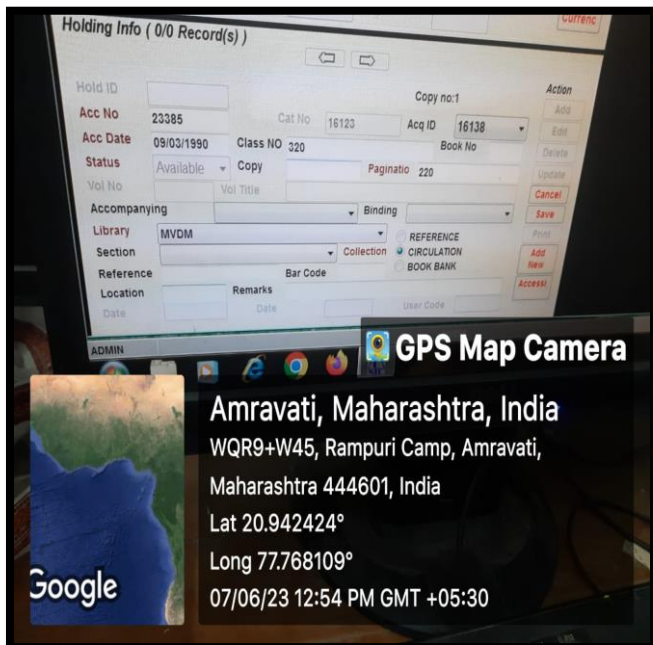 Currenc
Holding Info ( 0/0 Record(s) )
Hold ID
Copy no:1
Action
Add
Acc No 23385 Cat No 16123 Acq ID 16138
Edit
Acc Date 09/03/1990 Class NO 320 Book No
Delete
Status Available Copy Paginatio 220
Update
Vol No Vol Title
Cancel
Accompanying Binding
Save
Library MVDM REFERENCE
Print
Section Collection CIRCULATION
Add
New
Reference Bar Code BOOK BANK
Accessi
Location Remarks
Date Date User Code
ADMIN
GPS Map Camera
Amravati, Maharashtra, India
WQR9+W45, Rampuri Camp, Amravati,
Maharashtra 444601, India
Lat 20.942424°
Long 77.768109°
07/06/23 12:54 PM GMT +05:30
Google